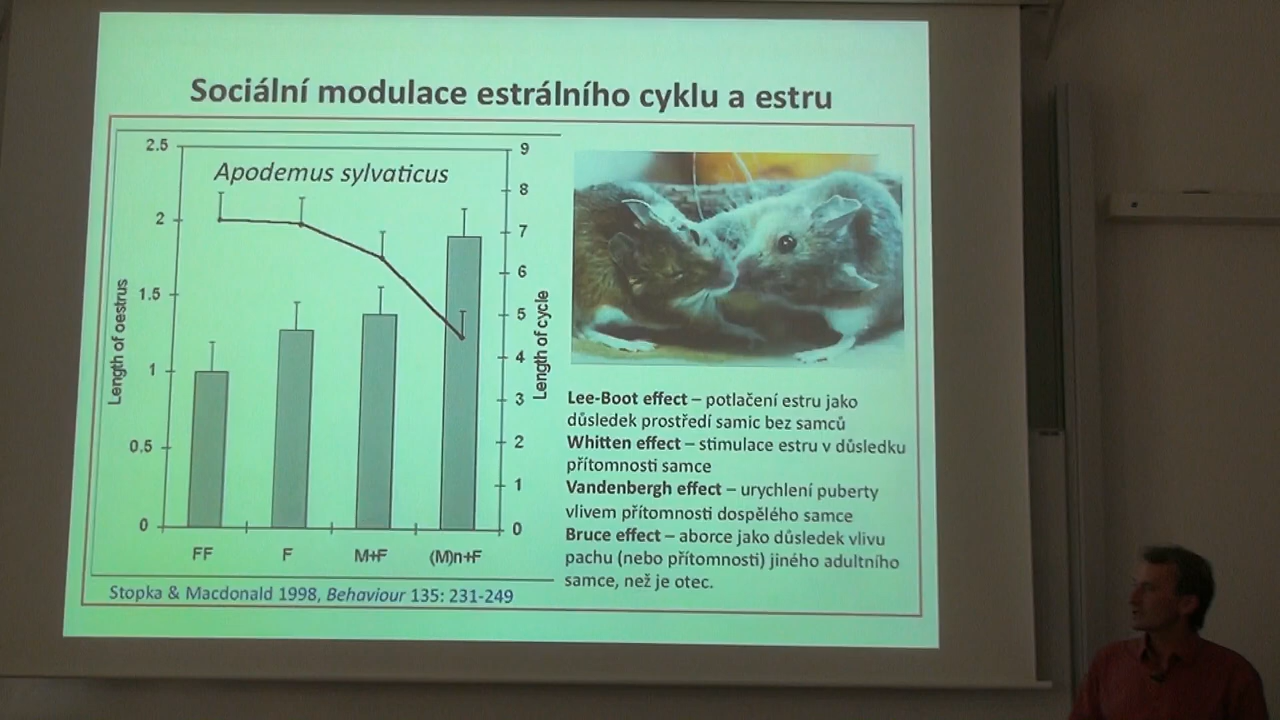 Sociální modulace estrálního cyklu a estru
Apodemus sylvaticus
2.5
2
1.5
1
0.5
0
Length of oestrus
9
8
7
6
5
4
3
2
1
0
Length of cycle
FF
F
M+F
(M)n+F
Stopka & Macdonald 1998, Behaviour 135: 231-249
Lee-Boot effect – potlačení estru jako
důsledek prostředí samic bez samců
Whitten effect – stimulace estru v důsledku
přítomnosti samce
Vandenbergh effect – urychlení puberty
vlivem přítomnosti dospělého samce
Bruce effect – aborce jako důsledek vlivu
pachu (nebo přítomnosti) jiného adultního
samce, než je otec.